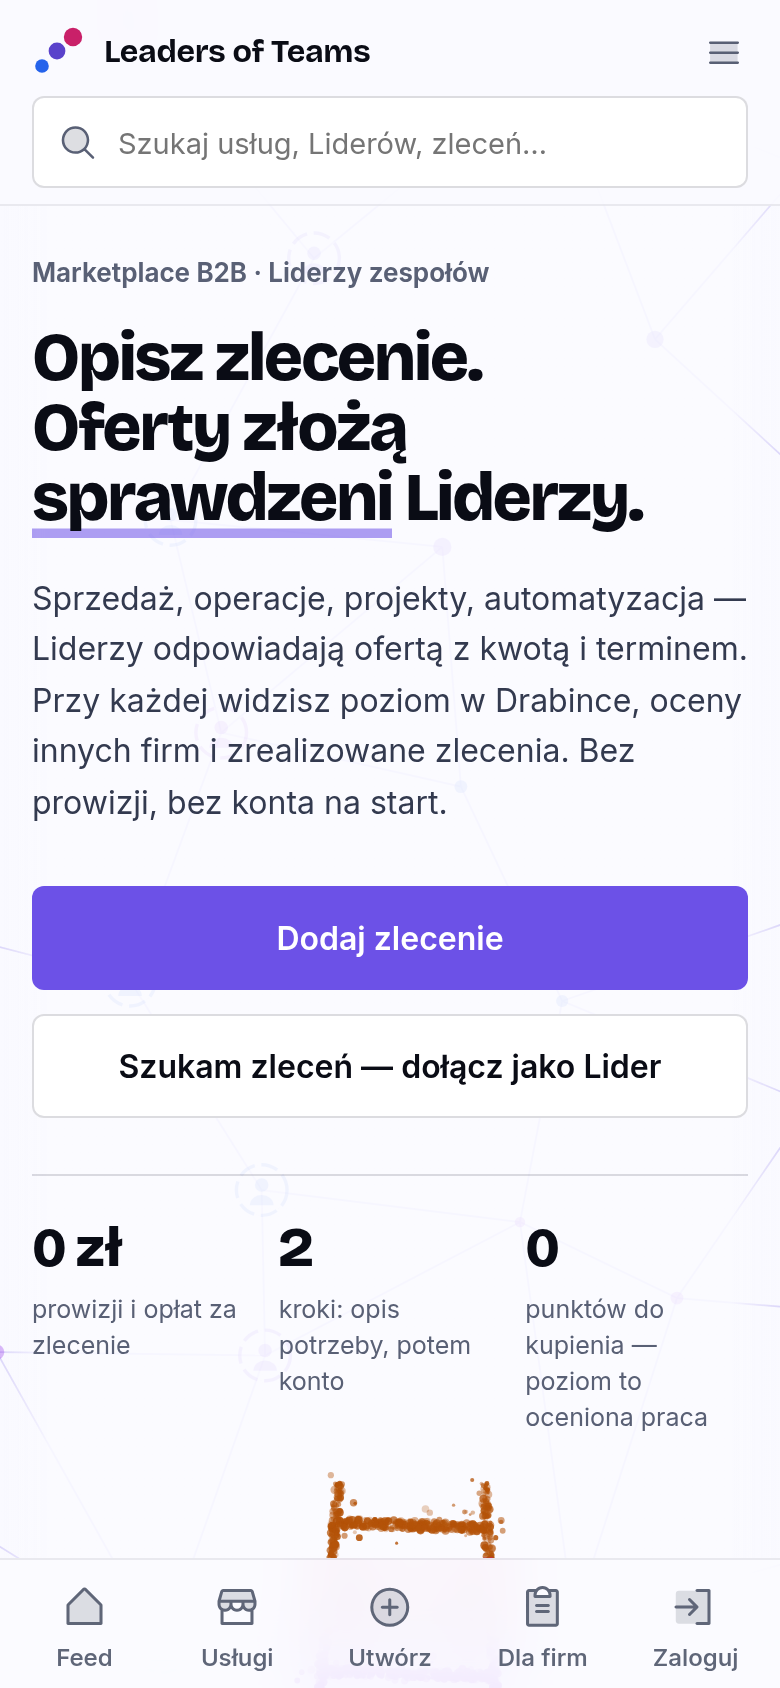 Leaders of Teams
Szukaj usług, Liderów, zleceń...
Marketplace B2B · Liderzy zespołów
Opisz zlecenie.
Oferty złożą
sprawdzeni Liderzy.
Sprzedaż, operacje, projekty, automatyzacja —
Liderzy odpowiadają ofertą z kwotą i terminem.
Przy każdej widzisz poziom w Drabince, oceny
innych firm i zrealizowane zlecenia. Bez
prowizji, bez konta na start.
Dodaj zlecenie
Szukam zleceń — dołącz jako Lider
0 zł
prowizji i opłat za
zlecenie
2
kroki: opis
potrzeby, potem
konto
0
punktów do
kupienia —
poziom to
oceniona praca
Feed
Usługi
Utwórz
Dla firm
Zaloguj